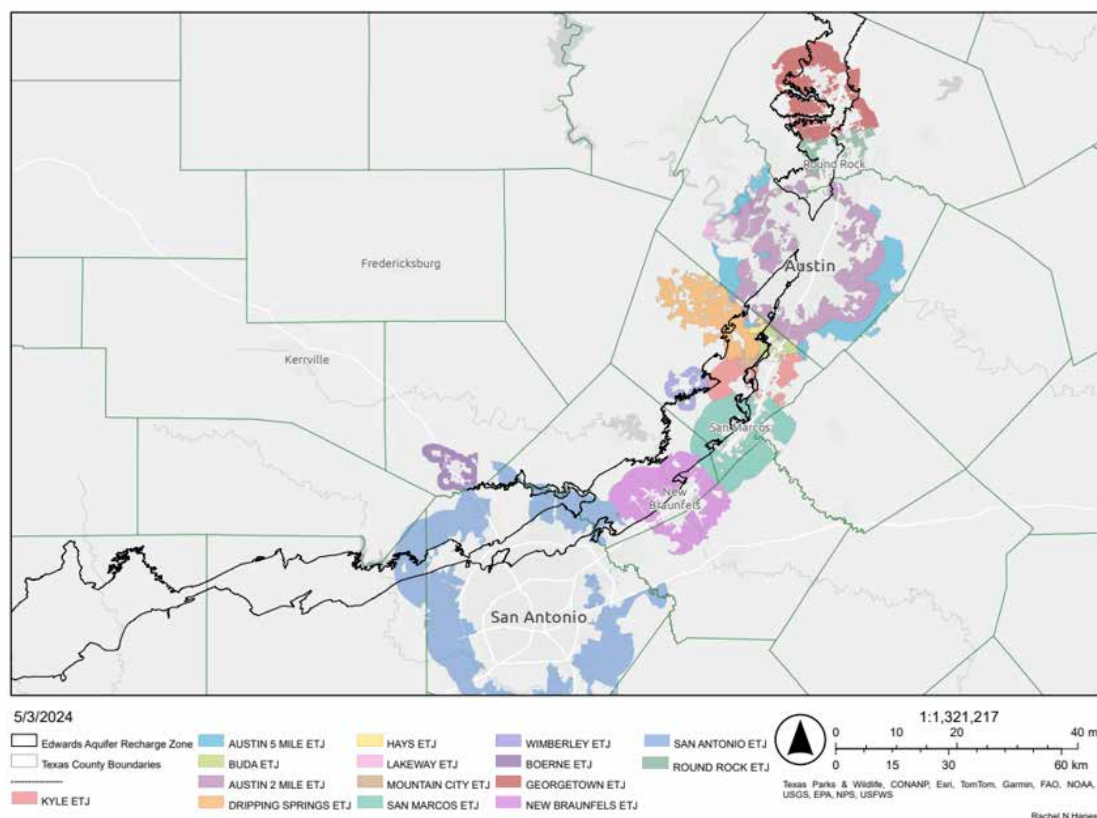 Round Rock
Austin
Fredericksburg
Kerrville
San Marcos
New
Braunfels
San Antonio
5/3/2024
1:1,321,217
Edwards Aquifer Recharge Zone
Texas County Boundaries
KYLE ETJ
AUSTIN 5 MILE ETJ
BUDA ETJ
AUSTIN 2 MILE ETJ
DRIPPING SPRINGS ETJ
HAYS ETJ
LAKEWAY ETJ
MOUNTAIN CITY ETJ
SAN MARCOS ETJ
WIMBERLEY ETJ
BOERNE ETJ
GEORGETOWN ETJ
NEW BRAUNFELS ETJ
SAN ANTONIO ETJ
ROUND ROCK ETJ
0 10 20 40 m
0 15 30 60 km
Texas Parks & Wildlife, CONANP, Esri, TomTom, Garmin, FAO, NOAA,
USGS, EPA, NPS, USFWS
Rachel N Hanes